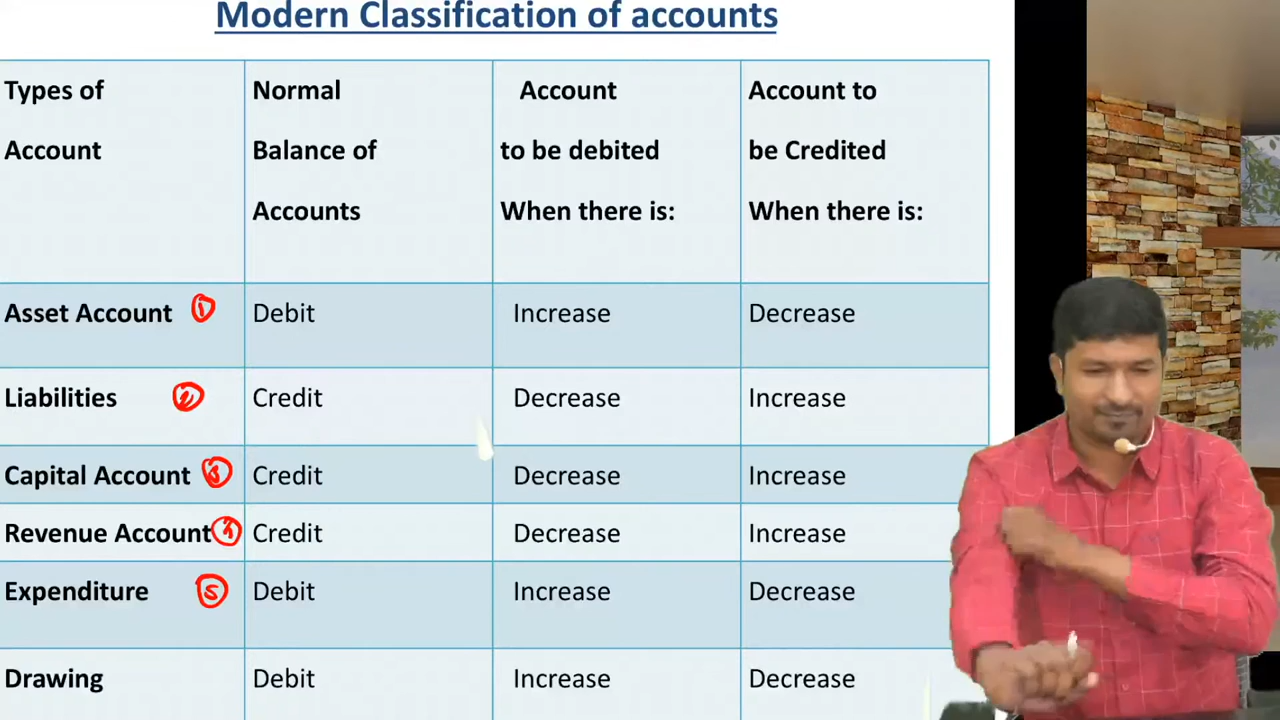 Modern Classification of accounts
Types of Account | Normal Balance of Accounts | Account to be debited When there is: | Account to be Credited When there is:
Asset Account ① | Debit | Increase | Decrease
Liabilities ② | Credit | Decrease | Increase
Capital Account ③ | Credit | Decrease | Increase
Revenue Account ④ | Credit | Decrease | Increase
Expenditure ⑤ | Debit | Increase | Decrease
Drawing | Debit | Increase | Decrease